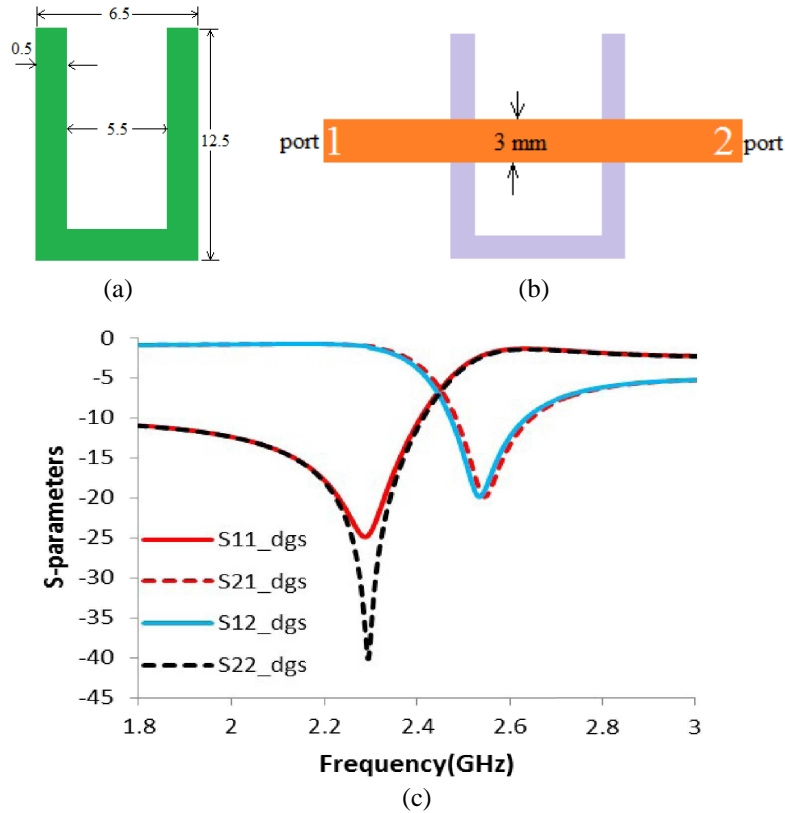 6.5
0.5
5.5
12.5
(a)
port 1 3 mm 2 port
(b)
0
-5
-10
-15
-20
-25
-30
-35
-40
-45
S-parameters
S11_dgs
S21_dgs
S12_dgs
S22_dgs
1.8 2 2.2 2.4 2.6 2.8 3
Frequency(GHz)
(c)